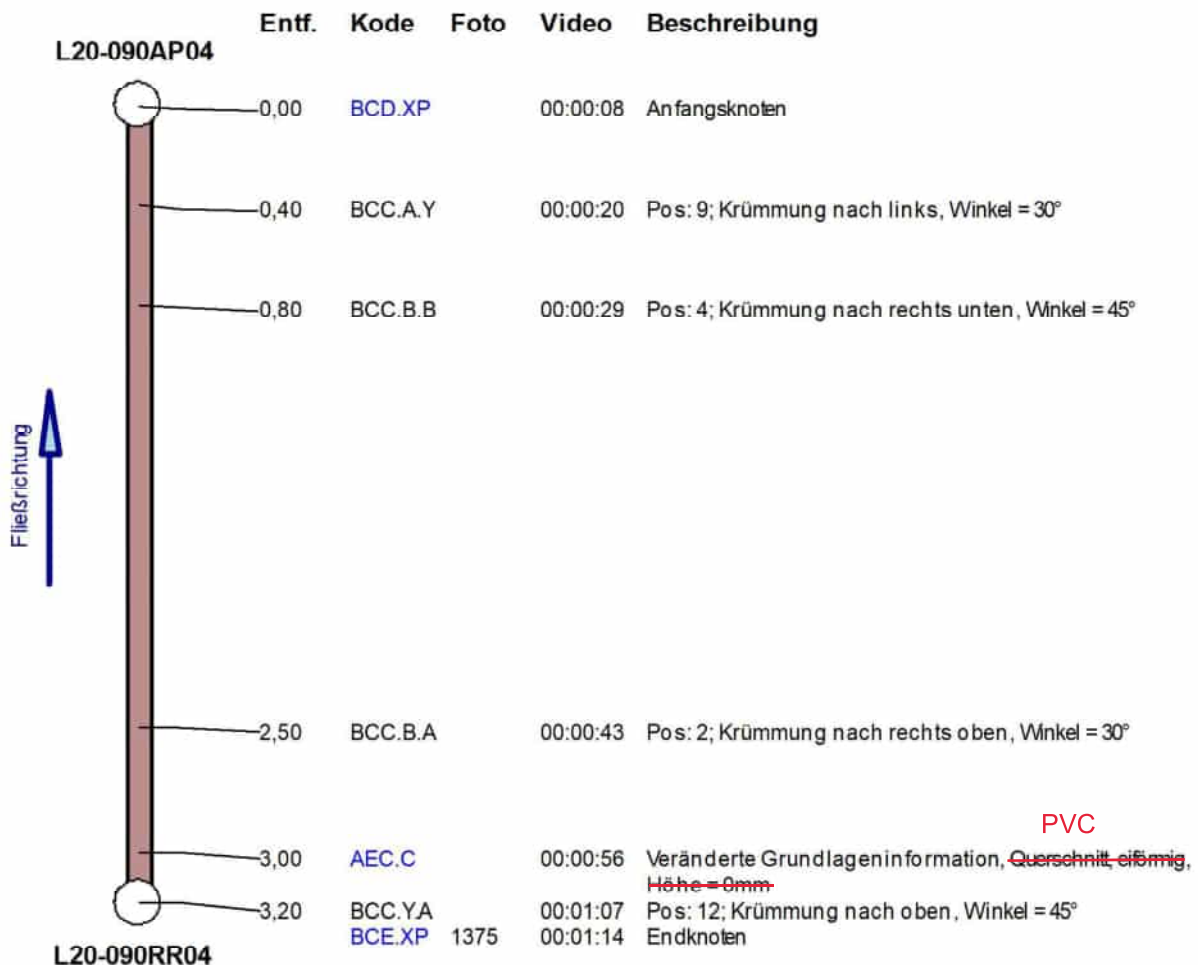 Entf. Kode Foto Video Beschreibung
L20-090AP04
0,00 BCD.XP 00:00:08 Anfangsknoten
0,40 BCC.A.Y 00:00:20 Pos: 9; Krümmung nach links, Winkel = 30°
0,80 BCC.B.B 00:00:29 Pos: 4; Krümmung nach rechts unten, Winkel = 45°
Fließrichtung
2,50 BCC.B.A 00:00:43 Pos: 2; Krümmung nach rechts oben, Winkel = 30°
PVC
3,00 AEC.C 00:00:56 Veränderte Grundlageninformation, Querschnitt, eiförmig,
Höhe = 0mm
3,20 BCC.Y.A 00:01:07 Pos: 12; Krümmung nach oben, Winkel = 45°
BCE.XP 1375 00:01:14 Endknoten
L20-090RR04